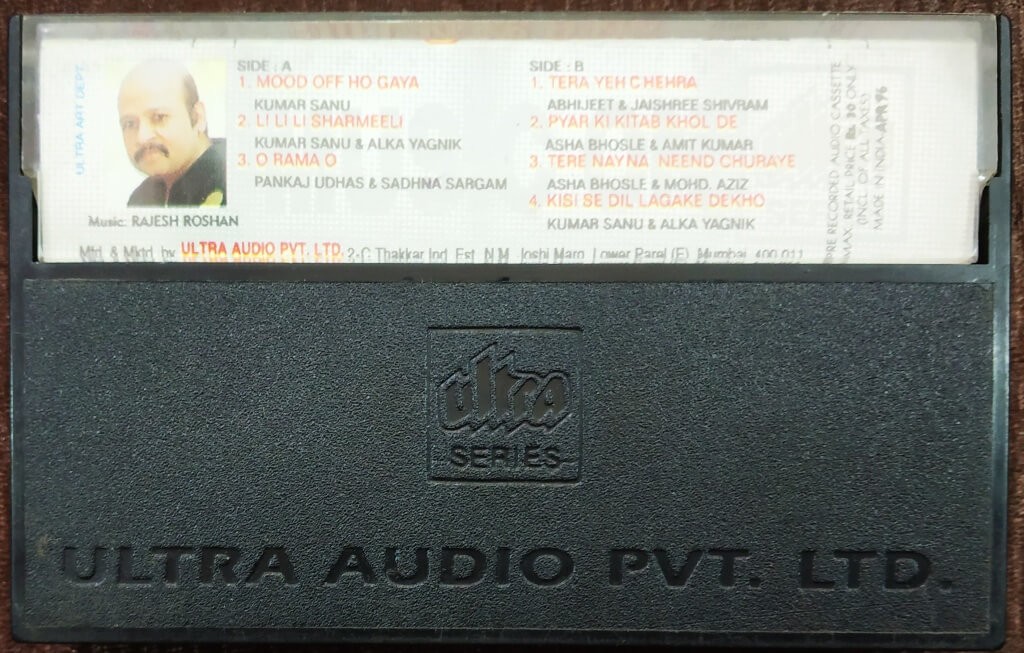 ULTRA ART DEPT.
Music: RAJESH ROSHAN
SIDE : A
1. MOOD OFF HO GAYA
KUMAR SANU
2. LI LI LI SHARMEELI
KUMAR SANU & ALKA YAGNIK
3. O RAMA O
PANKAJ UDHAS & SADHNA SARGAM
SIDE : B
1. TERA YEH CHEHRA
ABHIJEET & JAISHREE SHIVRAM
2. PYAR KI KITAB KHOL DE
ASHA BHOSLE & AMIT KUMAR
3. TERE NAYNA NEEND CHURAYE
ASHA BHOSLE & MOHD. AZIZ
4. KISI SE DIL LAGAKE DEKHO
KUMAR SANU & ALKA YAGNIK
PRE RECORDED AUDIO CASSETTE
MAX. RETAIL PRICE Rs. 30 ONLY
(INCL. OF ALL TAXES)
MADE IN INDIA-APR 96
Mfd. & Mktd. by ULTRA AUDIO PVT. LTD. 2-C Thakkar Ind. Est. N.M. Joshi Marg, Lower Parel (E), Mumbai 400 011
ultra
SERIES
ULTRA AUDIO PVT. LTD.